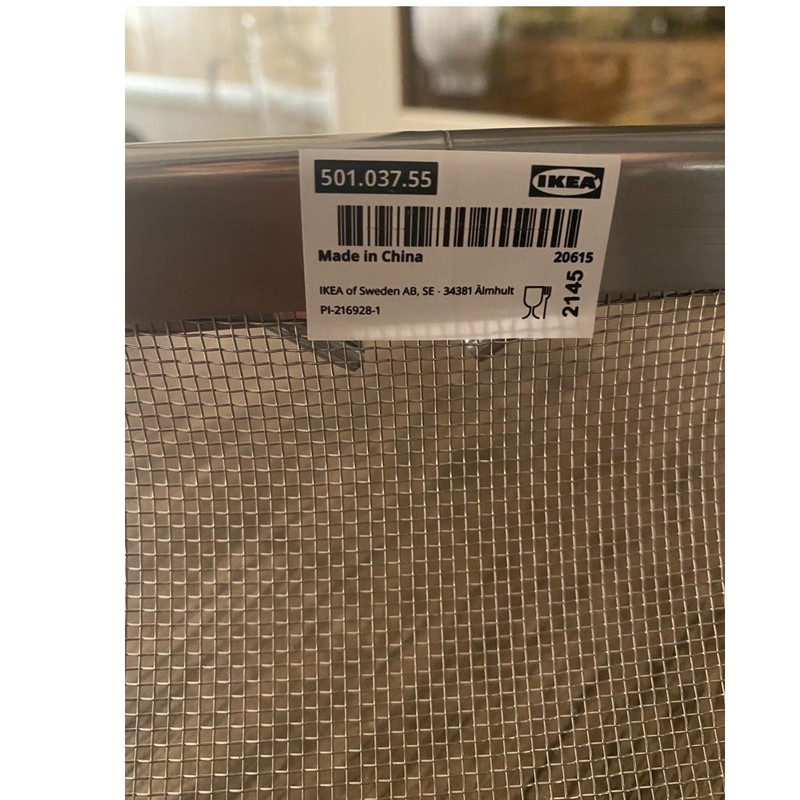 501.037.55
IKEA
Made in China
20615
IKEA of Sweden AB, SE - 34381 Älmhult
PI-216928-1
2145